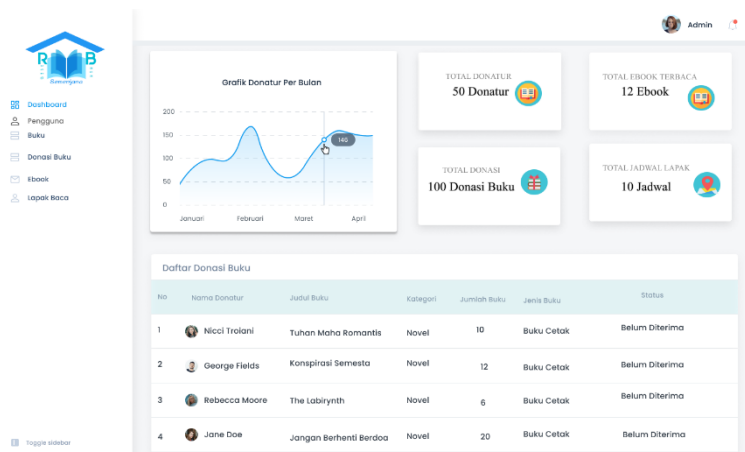 Admin
R B
Bemanjana
Dashboard
Pengguna
Buku
Donasi Buku
Ebook
Lapak Baca
Toggle sidebar
Grafik Donatur Per Bulan
200
150
100
50
0
140
Januari Februari Maret April
TOTAL DONATUR
50 Donatur
TOTAL EBOOK TERBACA
12 Ebook
TOTAL DONASI
100 Donasi Buku
TOTAL JADWAL LAPAK
10 Jadwal
Daftar Donasi Buku
No Nama Donatur Judul Buku Kategori Jumlah Buku Jenis Buku Status
1 Nicci Troiani Tuhan Maha Romantis Novel 10 Buku Cetak Belum Diterima
2 George Fields Konspirasi Semesta Novel 12 Buku Cetak Belum Diterima
3 Rebecca Moore The Labirynth Novel 6 Buku Cetak Belum Diterima
4 Jane Doe Jangan Berhenti Berdoa Novel 20 Buku Cetak Belum Diterima